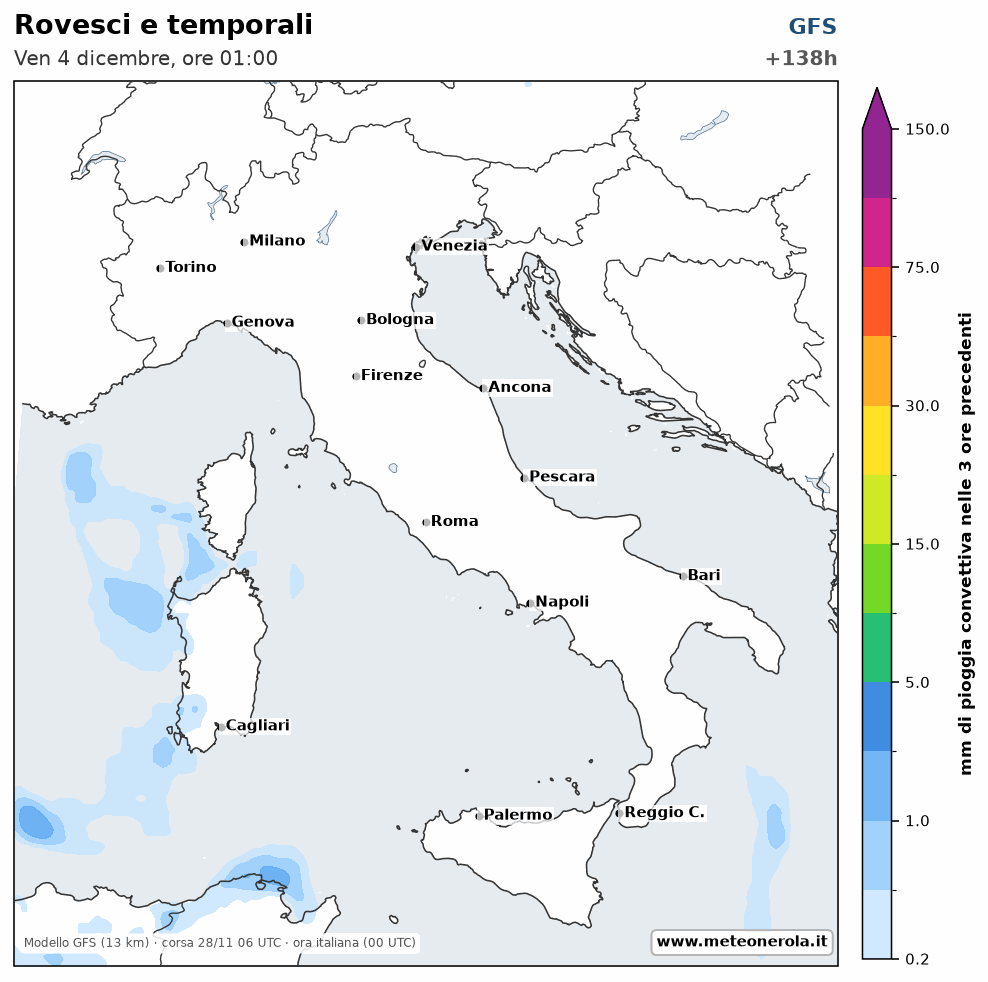 Rovesci e temporali
GFS
Ven 4 dicembre, ore 01:00
+138h
Milano
Venezia
Torino
Genova
Bologna
Firenze
Ancona
Pescara
Roma
Bari
Napoli
Cagliari
Palermo
Reggio C.
Modello GFS (13 km) · corsa 28/11 06 UTC · ora italiana (00 UTC)
www.meteonerola.it
150.0
75.0
30.0
15.0
5.0
1.0
0.2
mm di pioggia convettiva nelle 3 ore precedenti